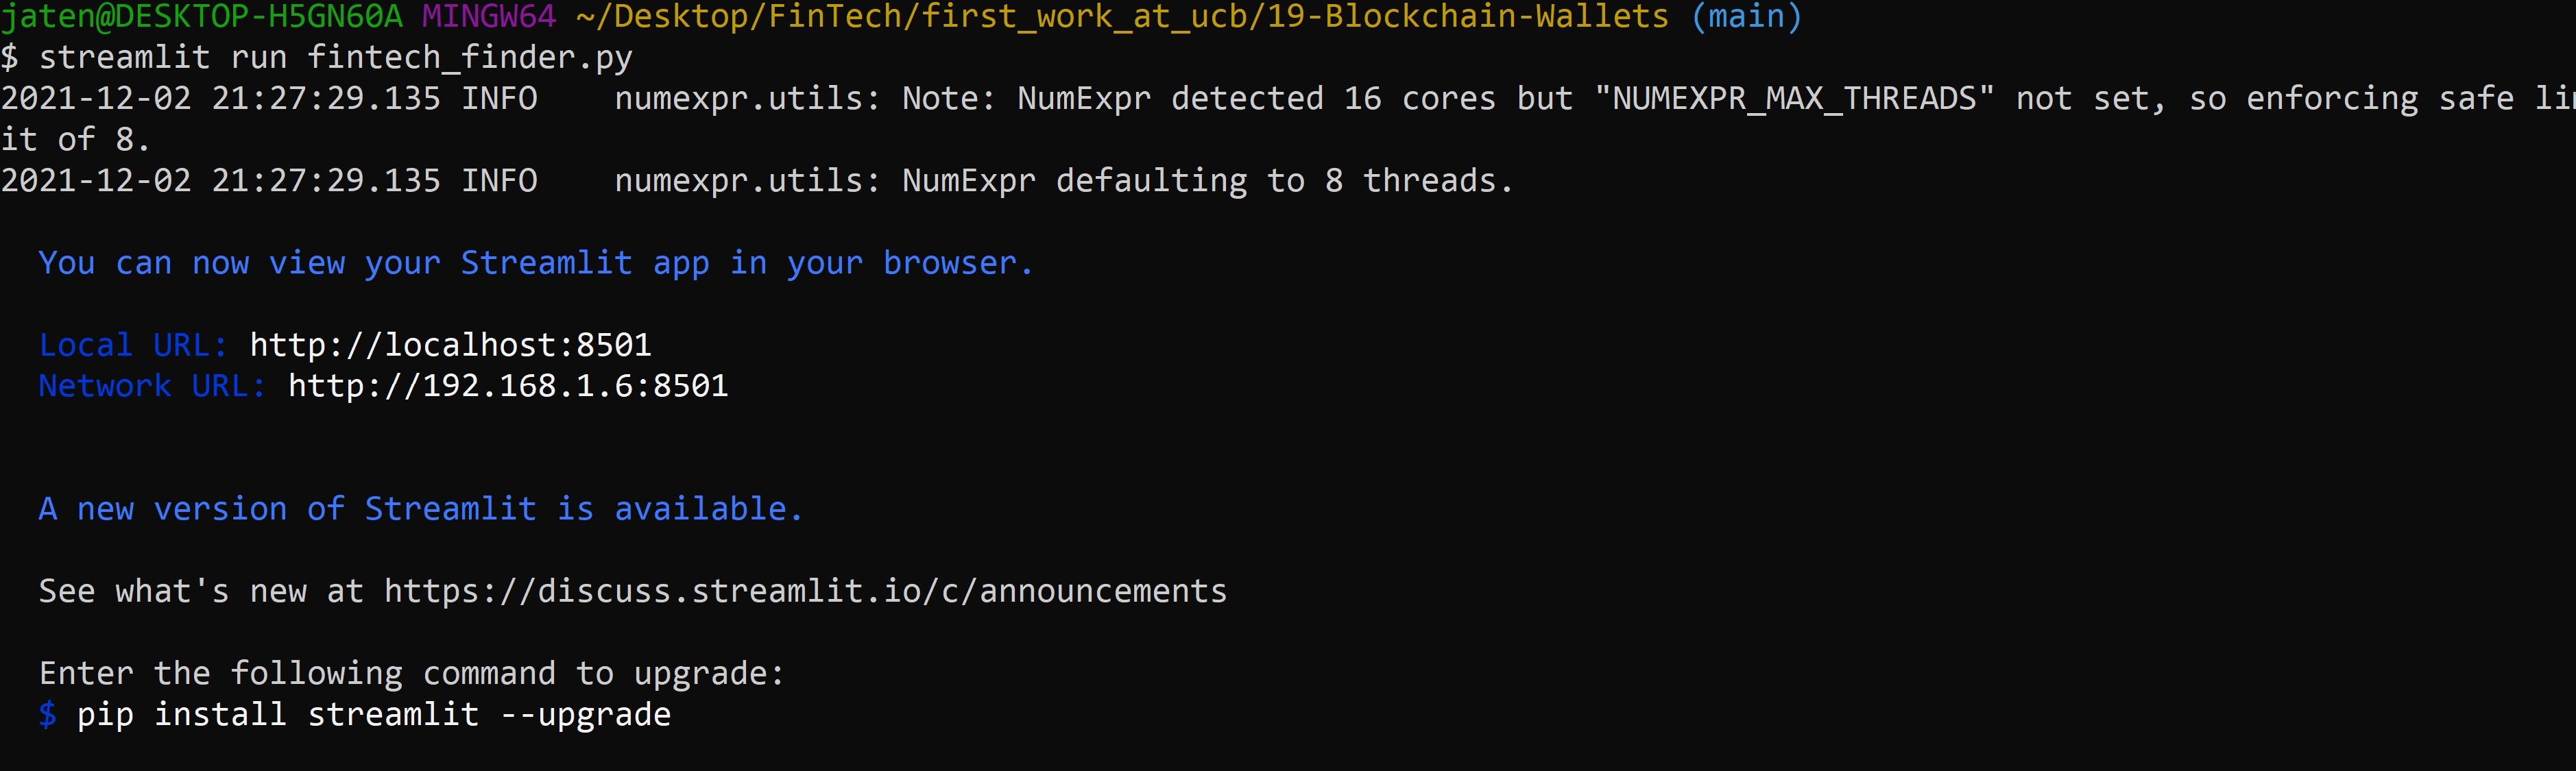 jaten@DESKTOP-H5GN60A MINGW64 ~/Desktop/FinTech/first_work_at_ucb/19-Blockchain-Wallets (main)
$ streamlit run fintech_finder.py
2021-12-02 21:27:29.135 INFO    numexpr.utils: Note: NumExpr detected 16 cores but "NUMEXPR_MAX_THREADS" not set, so enforcing safe lim
it of 8.
2021-12-02 21:27:29.135 INFO    numexpr.utils: NumExpr defaulting to 8 threads.
You can now view your Streamlit app in your browser.
Local URL: http://localhost:8501
Network URL: http://192.168.1.6:8501
A new version of Streamlit is available.
See what's new at https://discuss.streamlit.io/c/announcements
Enter the following command to upgrade:
$ pip install streamlit --upgrade